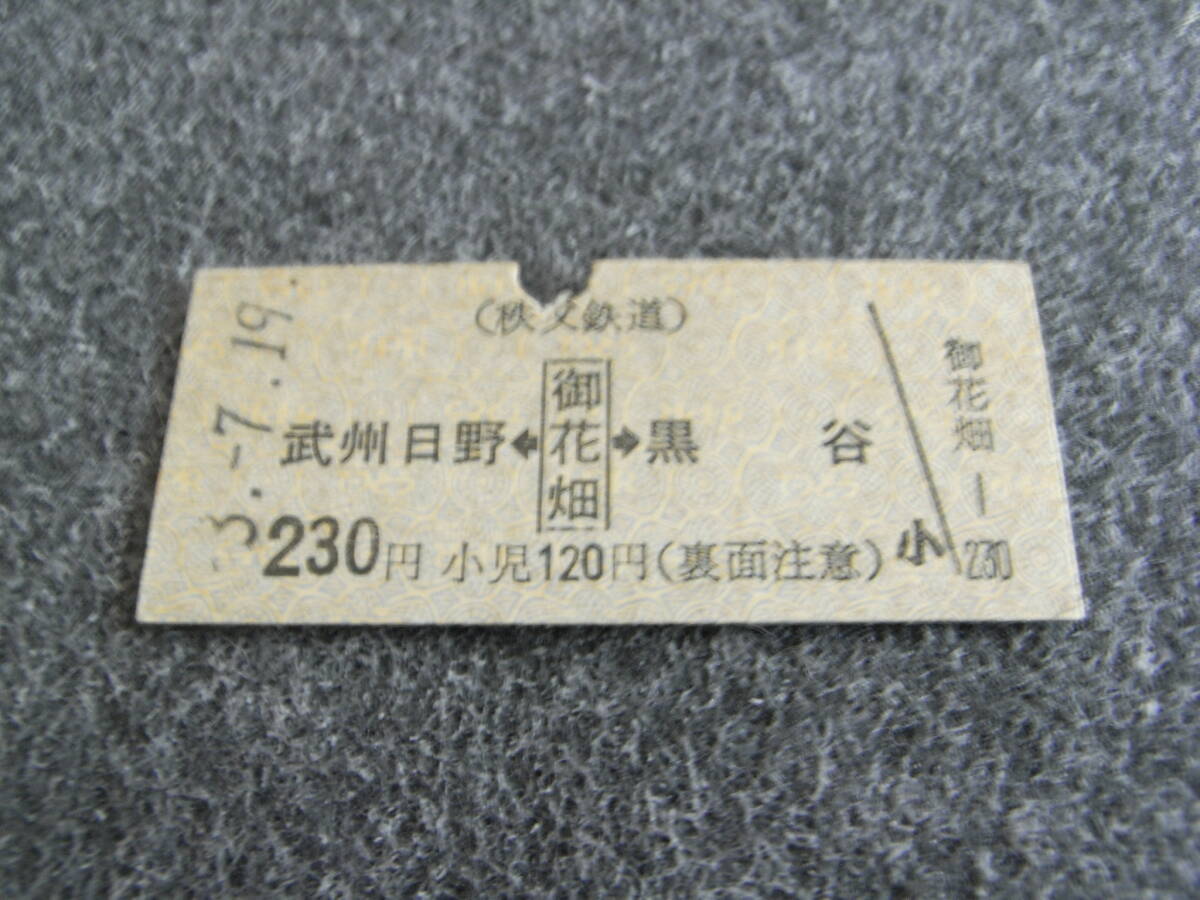 3.-7.19
（秩父鉄道）
武州日野←御花畑→黒谷
230円 小児120円（裏面注意）
小
御花畑—230